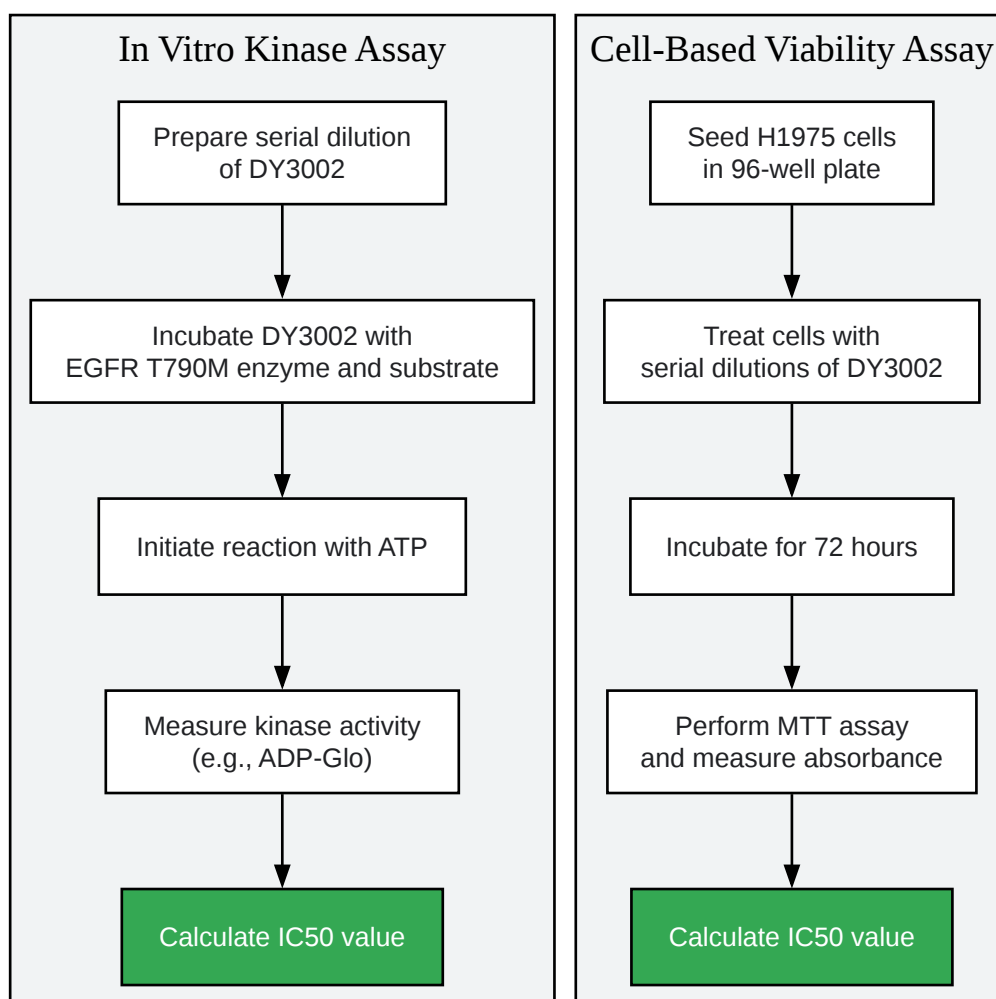 In Vitro Kinase Assay
Prepare serial dilution
of DY3002
Incubate DY3002 with
EGFR T790M enzyme and substrate
Initiate reaction with ATP
Measure kinase activity
(e.g., ADP-Glo)
Calculate IC50 value
Cell-Based Viability Assay
Seed H1975 cells
in 96-well plate
Treat cells with
serial dilutions of DY3002
Incubate for 72 hours
Perform MTT assay
and measure absorbance
Calculate IC50 value